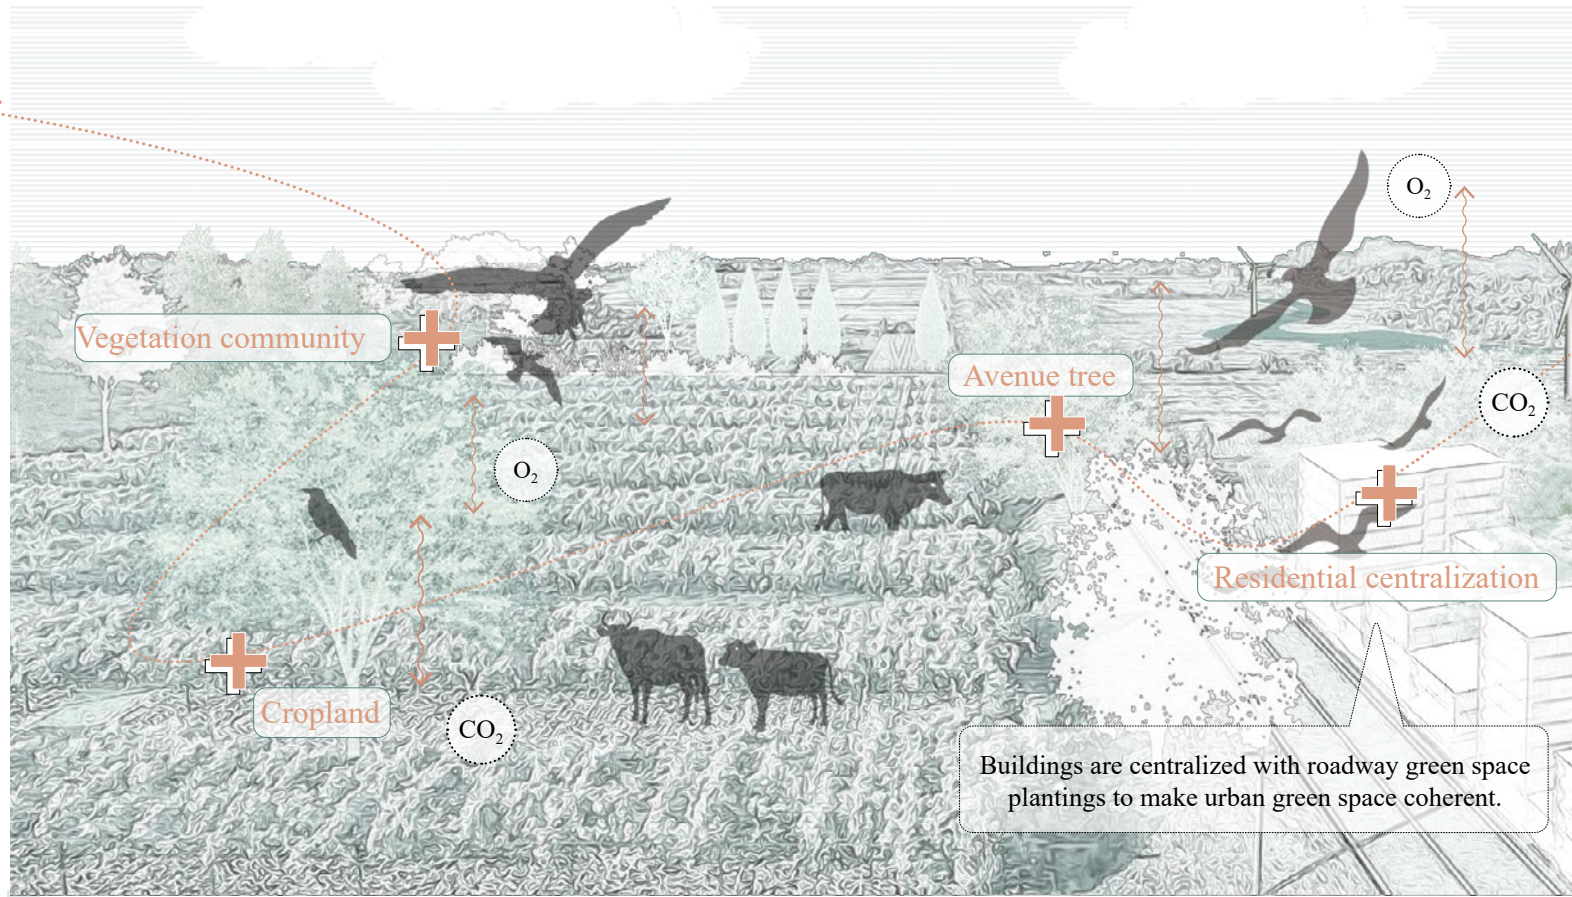 O₂
Vegetation community
Avenue tree
CO₂
O₂
Residential centralization
Cropland
CO₂
Buildings are centralized with roadway green space
plantings to make urban green space coherent.